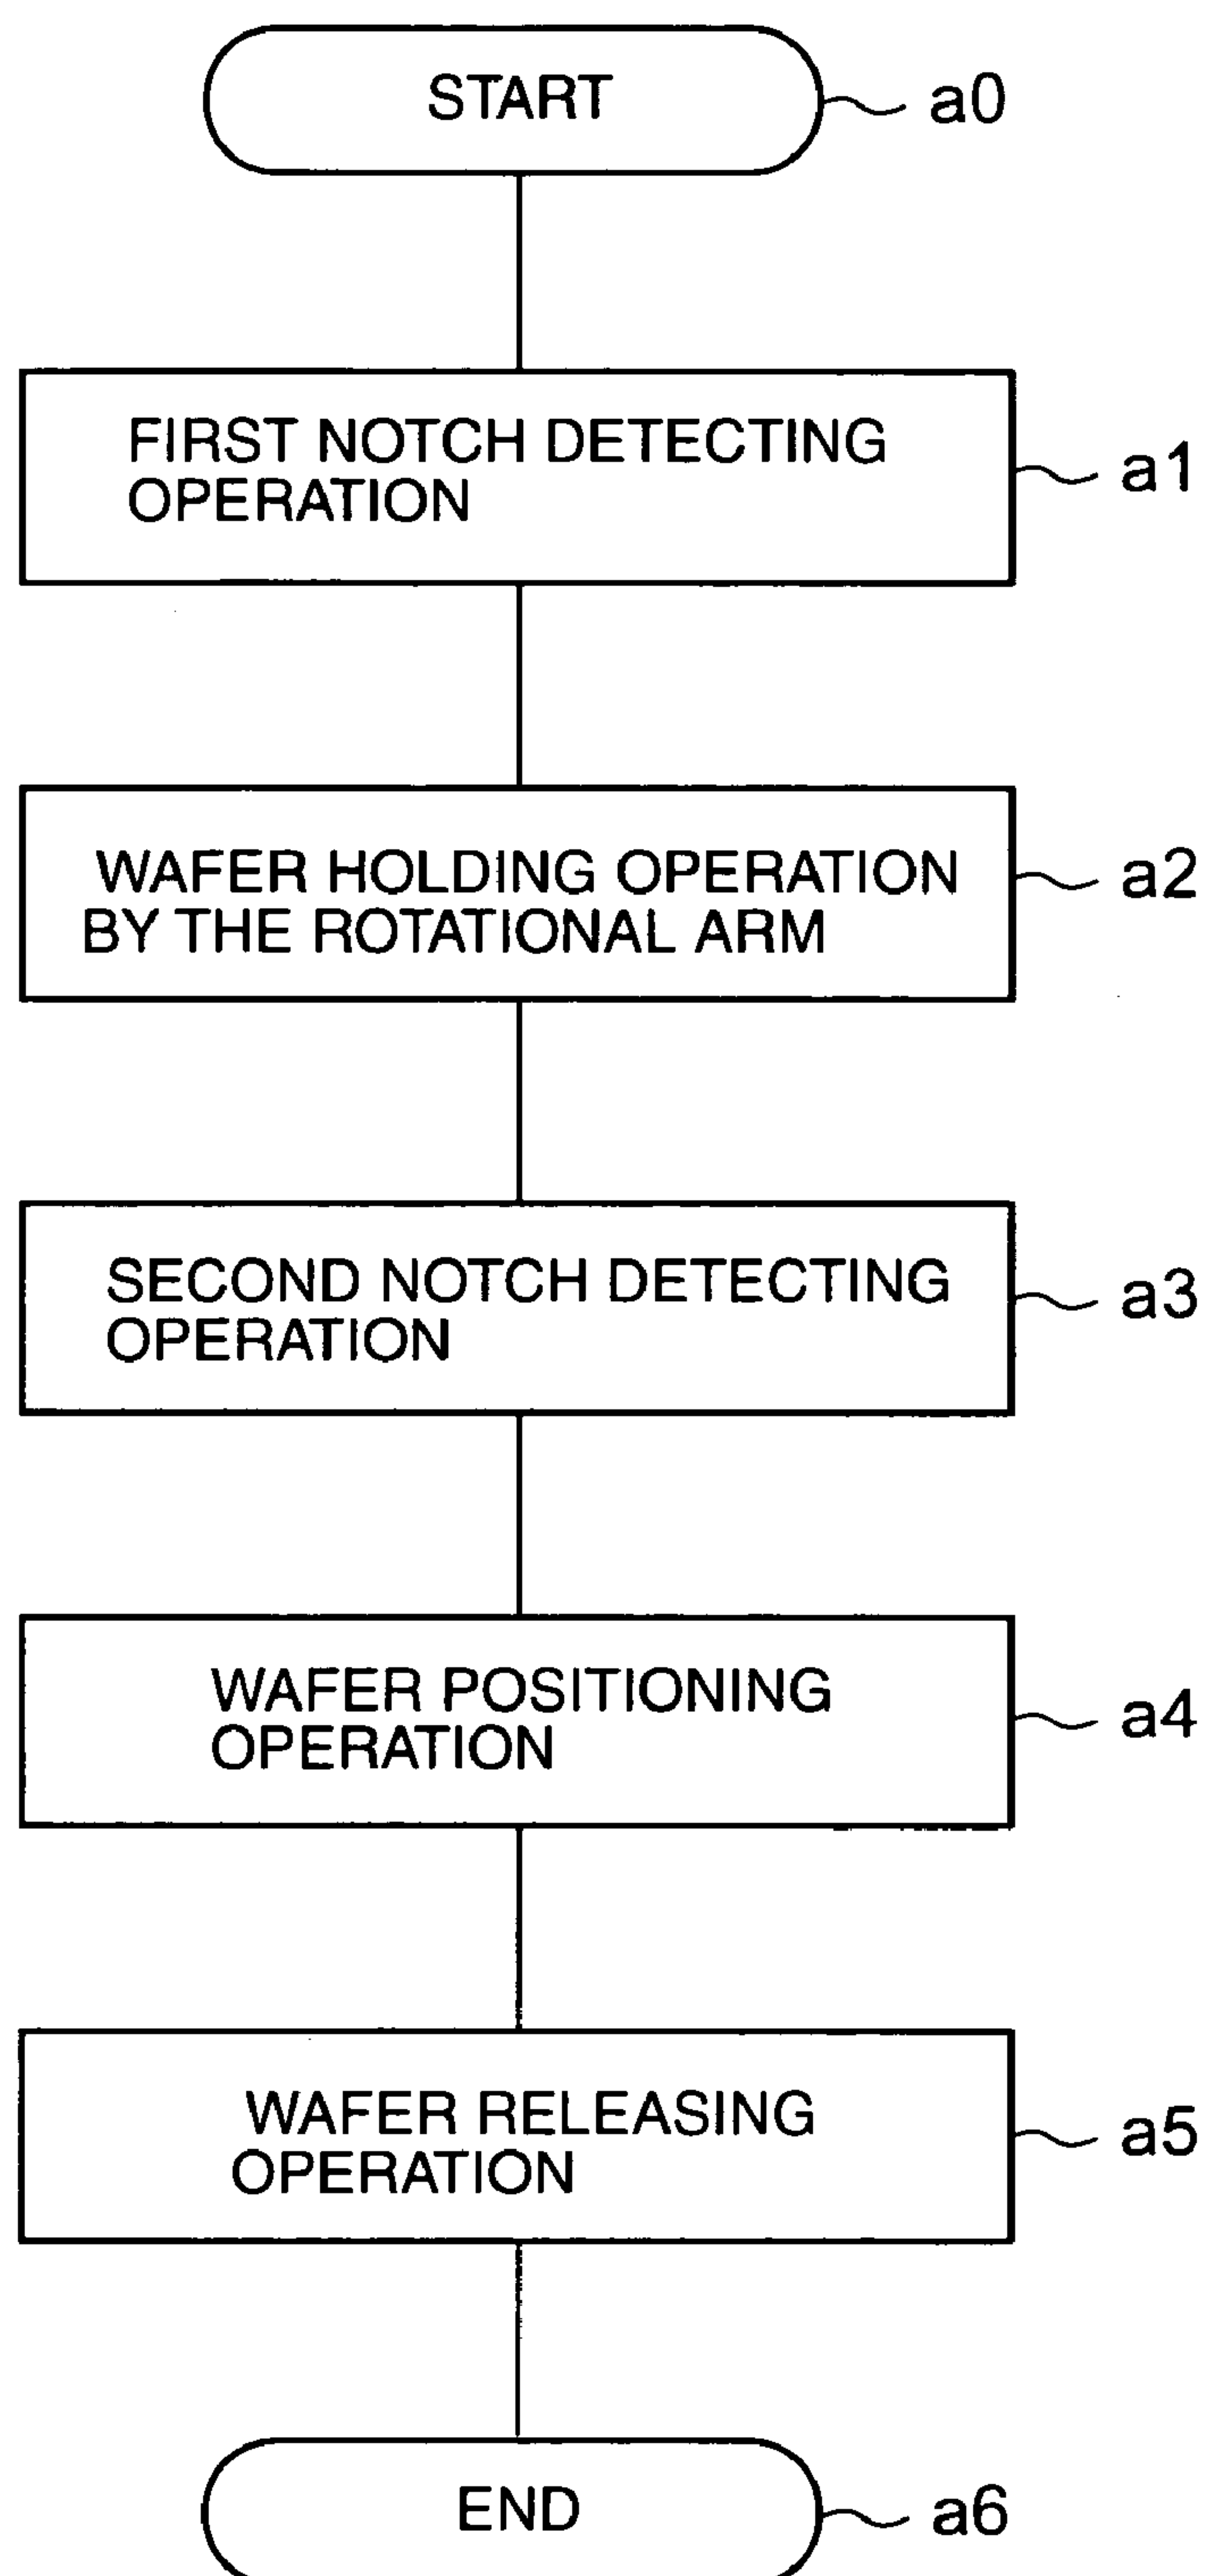 START
a0
FIRST NOTCH DETECTING
OPERATION
a1
WAFER HOLDING OPERATION
BY THE ROTATIONAL ARM
a2
SECOND NOTCH DETECTING
OPERATION
a3
WAFER POSITIONING
OPERATION
a4
WAFER RELEASING
OPERATION
a5
END
a6